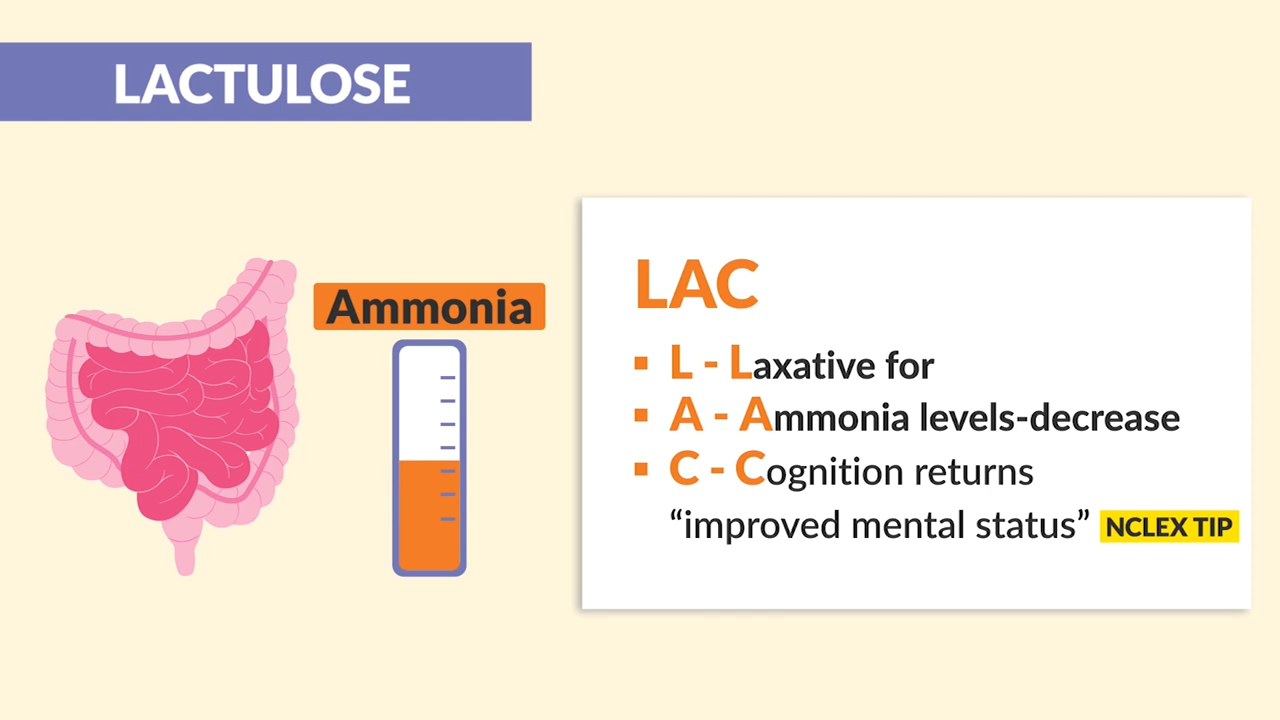 LACTULOSE
Ammonia
LAC
▪ L - Laxative for
▪ A - Ammonia levels-decrease
▪ C - Cognition returns
“improved mental status” NCLEX TIP